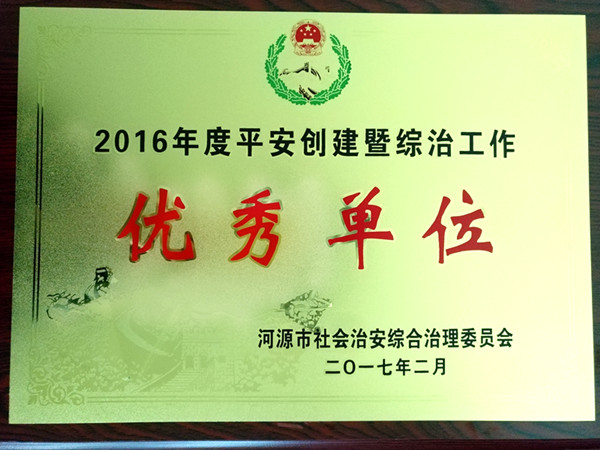 2016年度平安创建暨综治工作
优秀单位
河源市社会治安综合治理委员会
二〇一七年二月